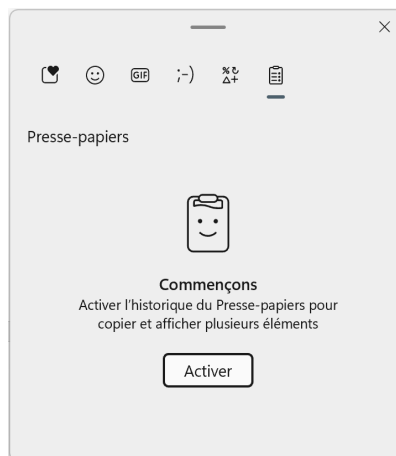 GIF
;-)
Presse-papiers
Commençons
Activer l'historique du Presse-papiers pour
copier et afficher plusieurs éléments
Activer